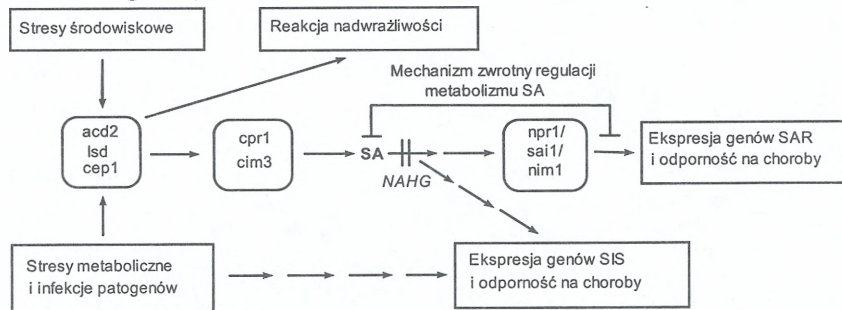 Stresy środowiskowe
Reakcja nadwrażliwości
Mechanizm zwrotny regulacji
metabolizmu SA
acd2
lsd
cep1
cpr1
cim3
SA
NAHG
npr1/
sai1/
nim1
Ekspresja genów SAR
i odporność na choroby
Stresy metaboliczne
i infekcje patogenów
Ekspresja genów SIS
i odporność na choroby